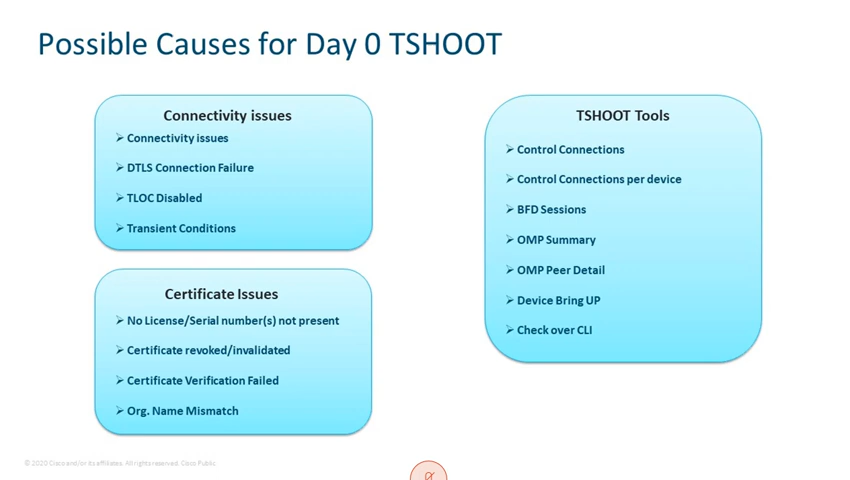 Possible Causes for Day 0 TSHOOT
Connectivity issues
Connectivity issues
DTLS Connection Failure
TLOC Disabled
Transient Conditions
Certificate Issues
No License/Serial number(s) not present
Certificate revoked/invalidated
Certificate Verification Failed
Org. Name Mismatch
TSHOOT Tools
Control Connections
Control Connections per device
BFD Sessions
OMP Summary
OMP Peer Detail
Device Bring UP
Check over CLI
© 2020 Cisco and/or its affiliates. All rights reserved. Cisco Public